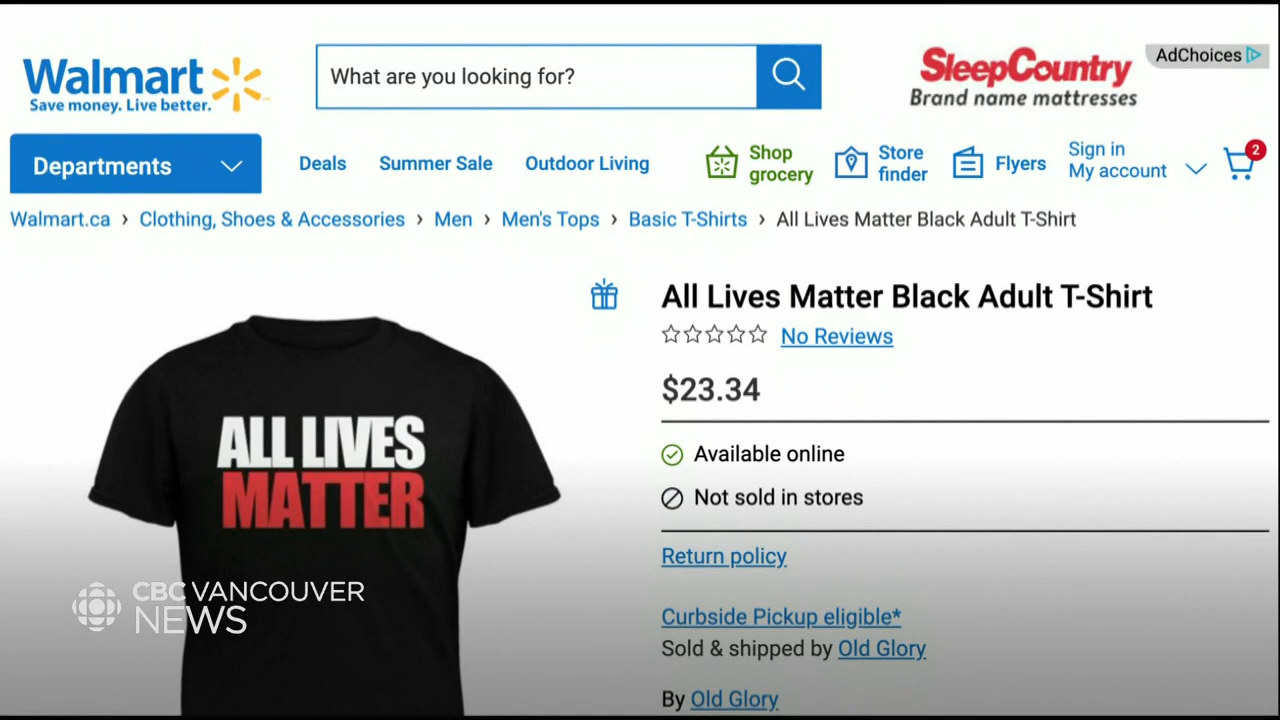 Walmart
Save money. Live better.
What are you looking for?
SleepCountry
Brand name mattresses
AdChoices
Departments
Deals
Summer Sale
Outdoor Living
Shop
grocery
Store
finder
Flyers
Sign in
My account
2
Walmart.ca › Clothing, Shoes & Accessories › Men › Men's Tops › Basic T-Shirts › All Lives Matter Black Adult T-Shirt
All Lives Matter Black Adult T-Shirt
No Reviews
$23.34
Available online
Not sold in stores
Return policy
Curbside Pickup eligible*
Sold & shipped by Old Glory
By Old Glory
ALL LIVES
MATTER
CBC VANCOUVER
NEWS